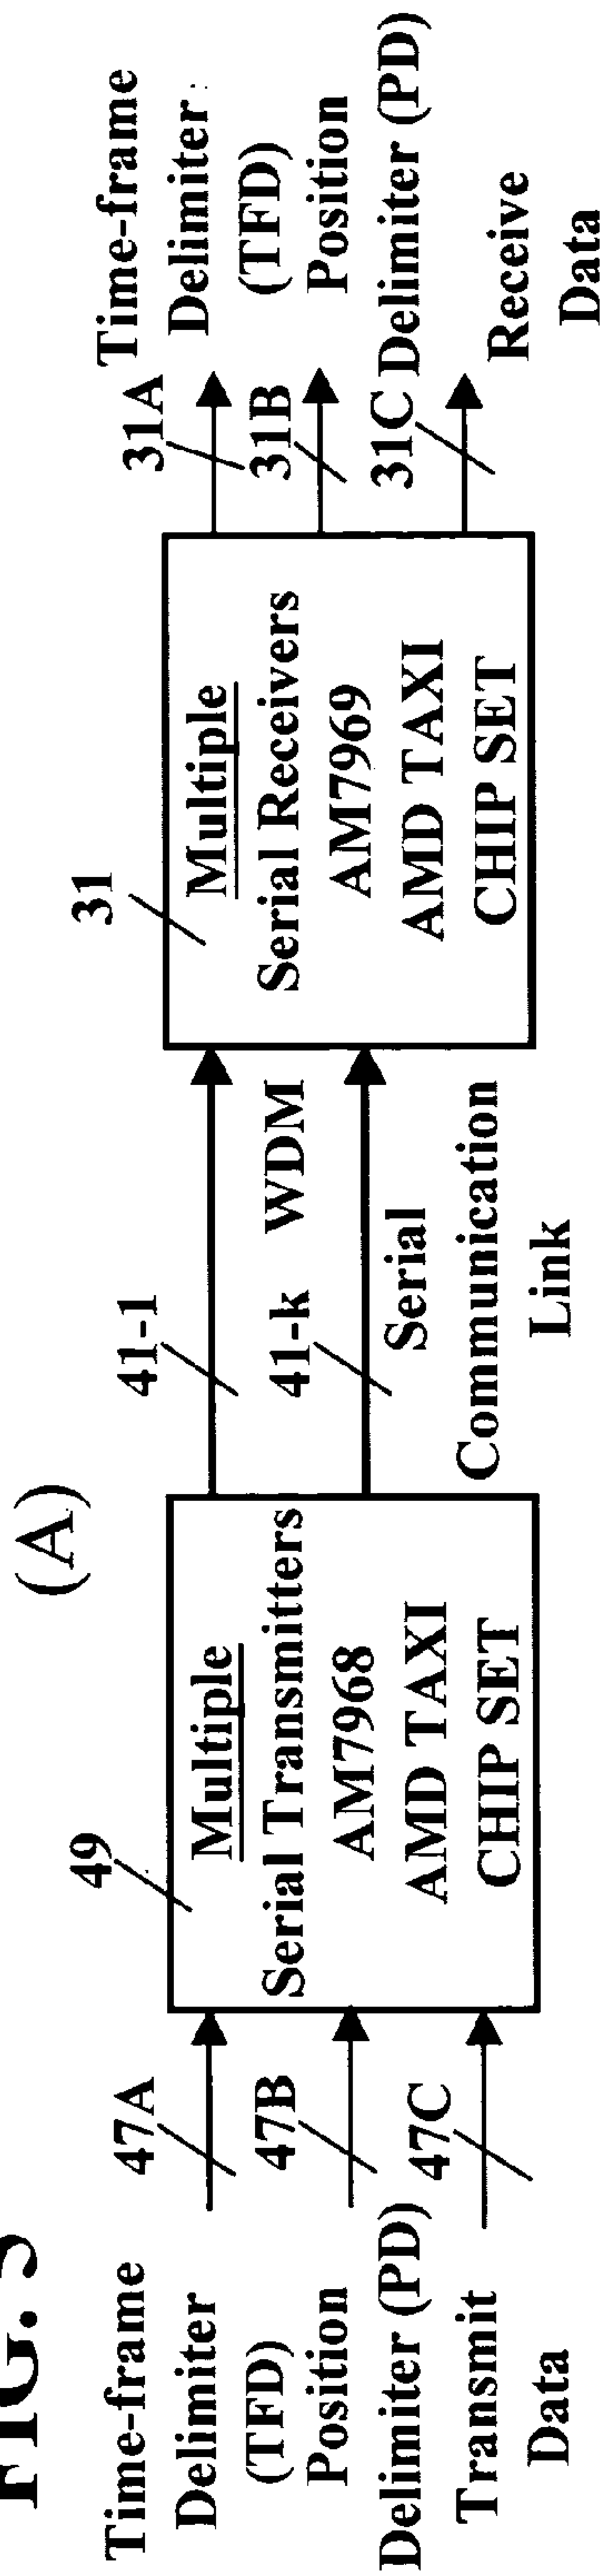 (A)
Time-frame
Delimiter
(TFD)
Position
Delimiter (PD)
Transmit
Data
47A
47B
47C
49
Multiple
Serial Transmitters
AM7968
AMD TAXI
CHIP SET
41-1
WDM
41-k
Serial
Communication
Link
31
Multiple
Serial Receivers
AM7969
AMD TAXI
CHIP SET
31A
31B
31C
Time-frame
Delimiter
(TFD)
Position
Delimiter (PD)
Receive
Data